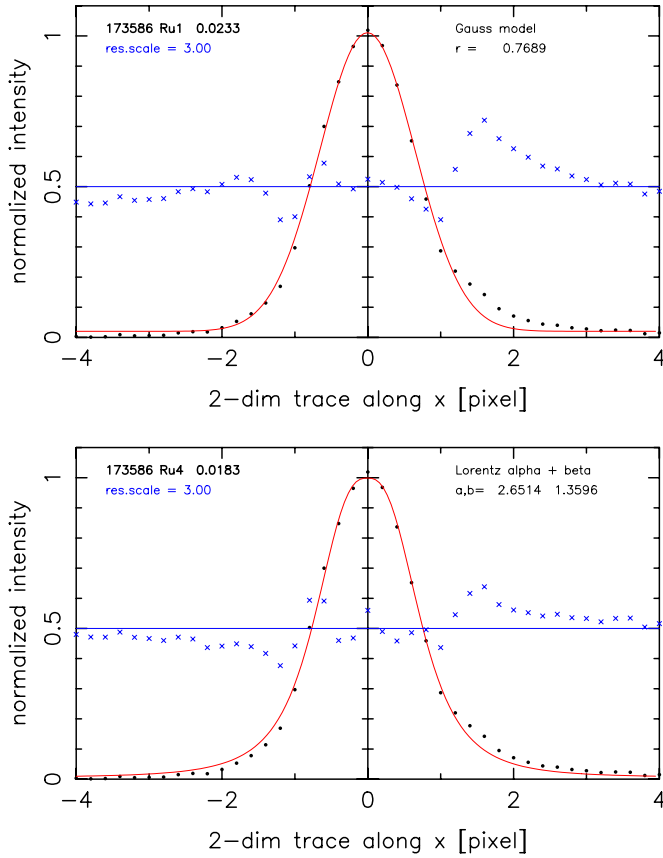 173586 Ru1 0.0233
res.scale = 3.00
Gauss model
r = 0.7689
normalized intensity
1
0.5
0
−4
−2
0
2
4
2−dim trace along x [pixel]
173586 Ru4 0.0183
res.scale = 3.00
Lorentz alpha + beta
a,b= 2.6514 1.3596
normalized intensity
1
0.5
0
−4
−2
0
2
4
2−dim trace along x [pixel]